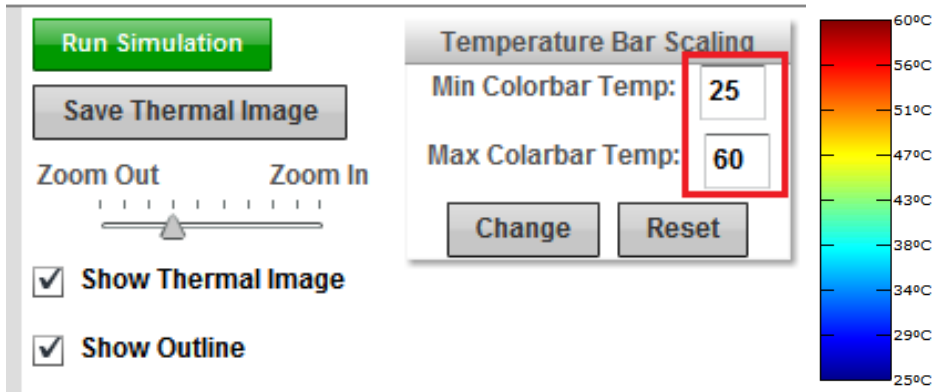 Run Simulation
Save Thermal Image
Zoom Out Zoom In
Show Thermal Image
Show Outline
Temperature Bar Scaling
Min Colorbar Temp: 25
Max Colarbar Temp: 60
Change Reset
60ºC
56ºC
51ºC
47ºC
43ºC
38ºC
34ºC
29ºC
25ºC